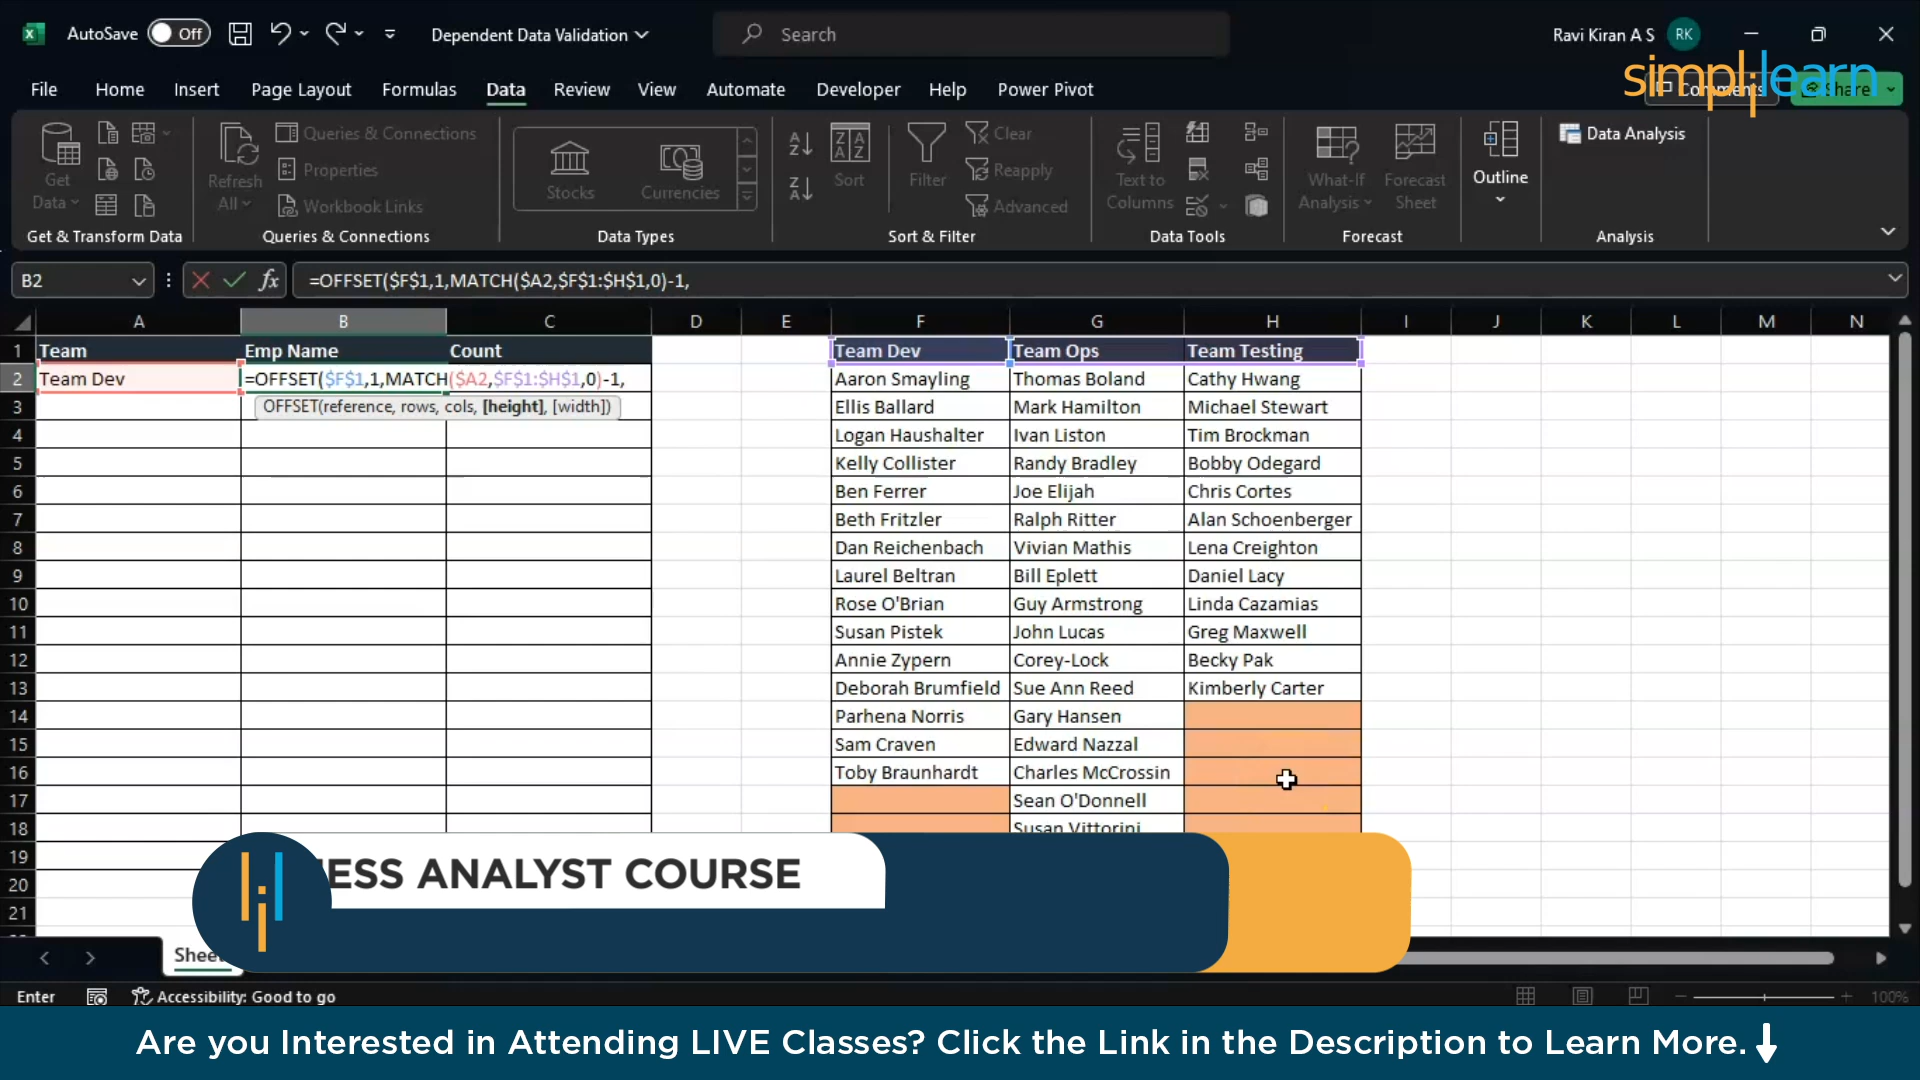 AutoSave Off Dependent Data Validation Search Ravi Kiran A S RK
simplilearn
File Home Insert Page Layout Formulas Data Review View Automate Developer Help Power Pivot Comments Share
Get Data Refresh All Queries & Connections Properties Workbook Links Stocks Currencies Sort Filter Clear Reapply Advanced Text to Columns What-If Analysis Forecast Sheet Outline Data Analysis
Get & Transform Data Queries & Connections Data Types Sort & Filter Data Tools Forecast Analysis
B2 fx =OFFSET($F$1,1,MATCH($A2,$F$1:$H$1,0)-1,
A B C D E F G H I J K L M N
1 Team Emp Name Count Team Dev Team Ops Team Testing
2 Team Dev =OFFSET($F$1,1,MATCH($A2,$F$1:$H$1,0)-1, Aaron Smayling Thomas Boland Cathy Hwang
3 OFFSET(reference, rows, cols, [height], [width]) Ellis Ballard Mark Hamilton Michael Stewart
4 Logan Haushalter Ivan Liston Tim Brockman
5 Kelly Collister Randy Bradley Bobby Odegard
6 Ben Ferrer Joe Elijah Chris Cortes
7 Beth Fritzler Ralph Ritter Alan Schoenberger
8 Dan Reichenbach Vivian Mathis Lena Creighton
9 Laurel Beltran Bill Eplett Daniel Lacy
10 Rose O'Brian Guy Armstrong Linda Cazamias
11 Susan Pistek John Lucas Greg Maxwell
12 Annie Zypern Corey-Lock Becky Pak
13 Deborah Brumfield Sue Ann Reed Kimberly Carter
14 Parhena Norris Gary Hansen
15 Sam Craven Edward Nazzal
16 Toby Braunhardt Charles McCrossin
17 Sean O'Donnell
18 Susan Vittorini
19
20
21
ESS ANALYST COURSE
Sheet
Enter Accessibility: Good to go 100%
Are you Interested in Attending LIVE Classes? Click the Link in the Description to Learn More.